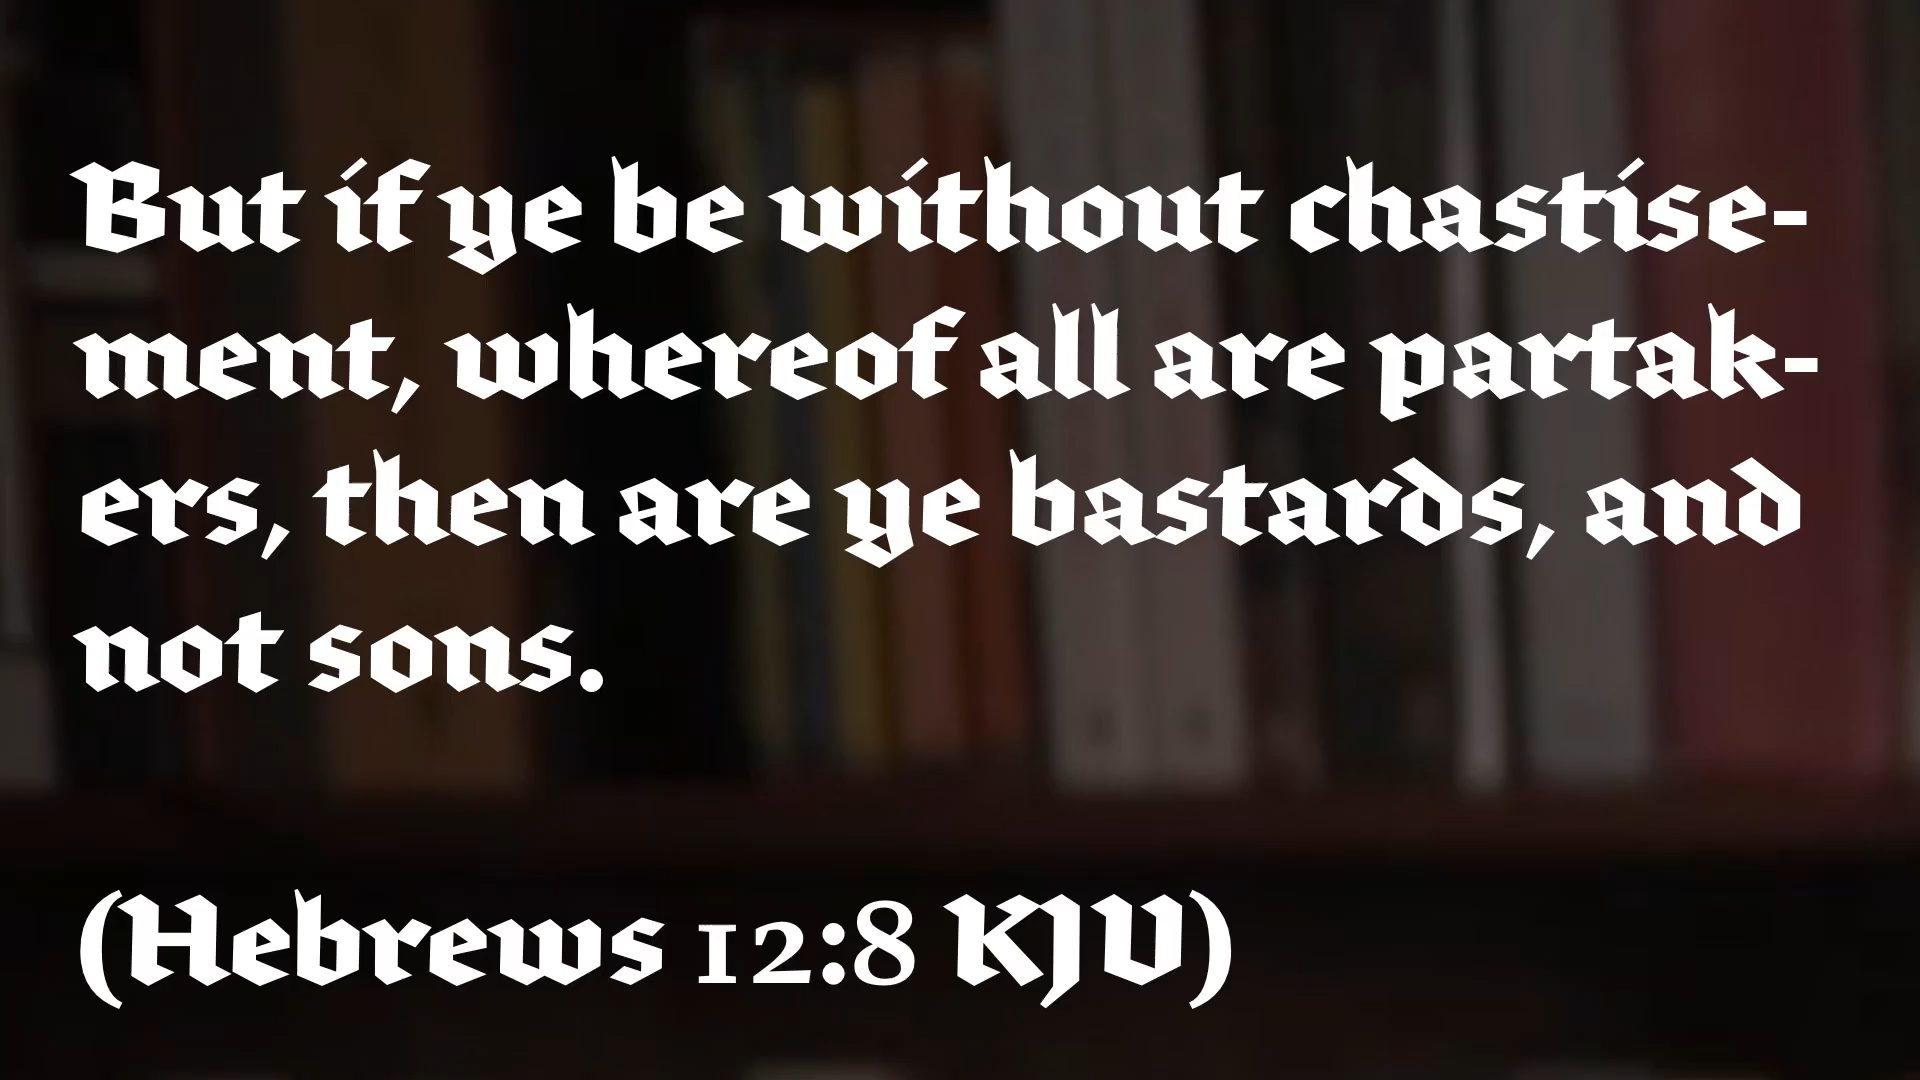 But if ye be without chastise-
ment, whereof all are partak-
ers, then are ye bastards, and
not sons.
(Hebrews 12:8 KJV)